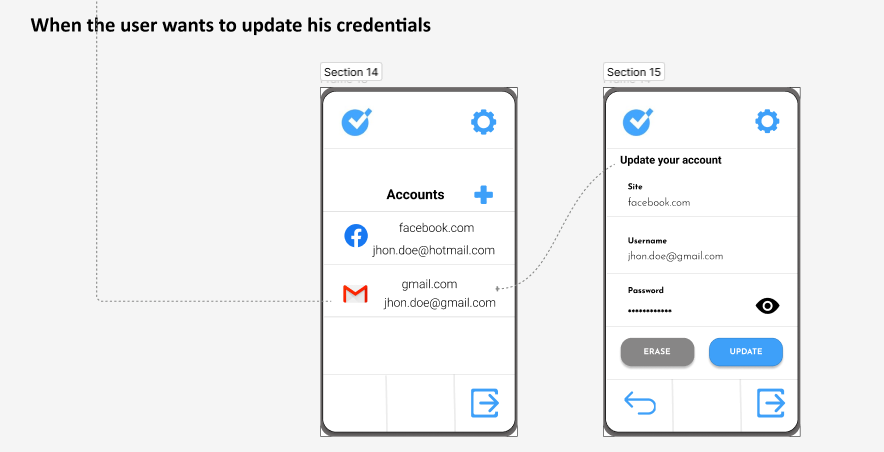 When the user wants to update his credentials
Section 14
Section 15
Accounts
facebook.com
jhon.doe@hotmail.com
gmail.com
jhon.doe@gmail.com
Update your account
Site
facebook.com
Username
jhon.doe@gmail.com
Password
ERASE
UPDATE